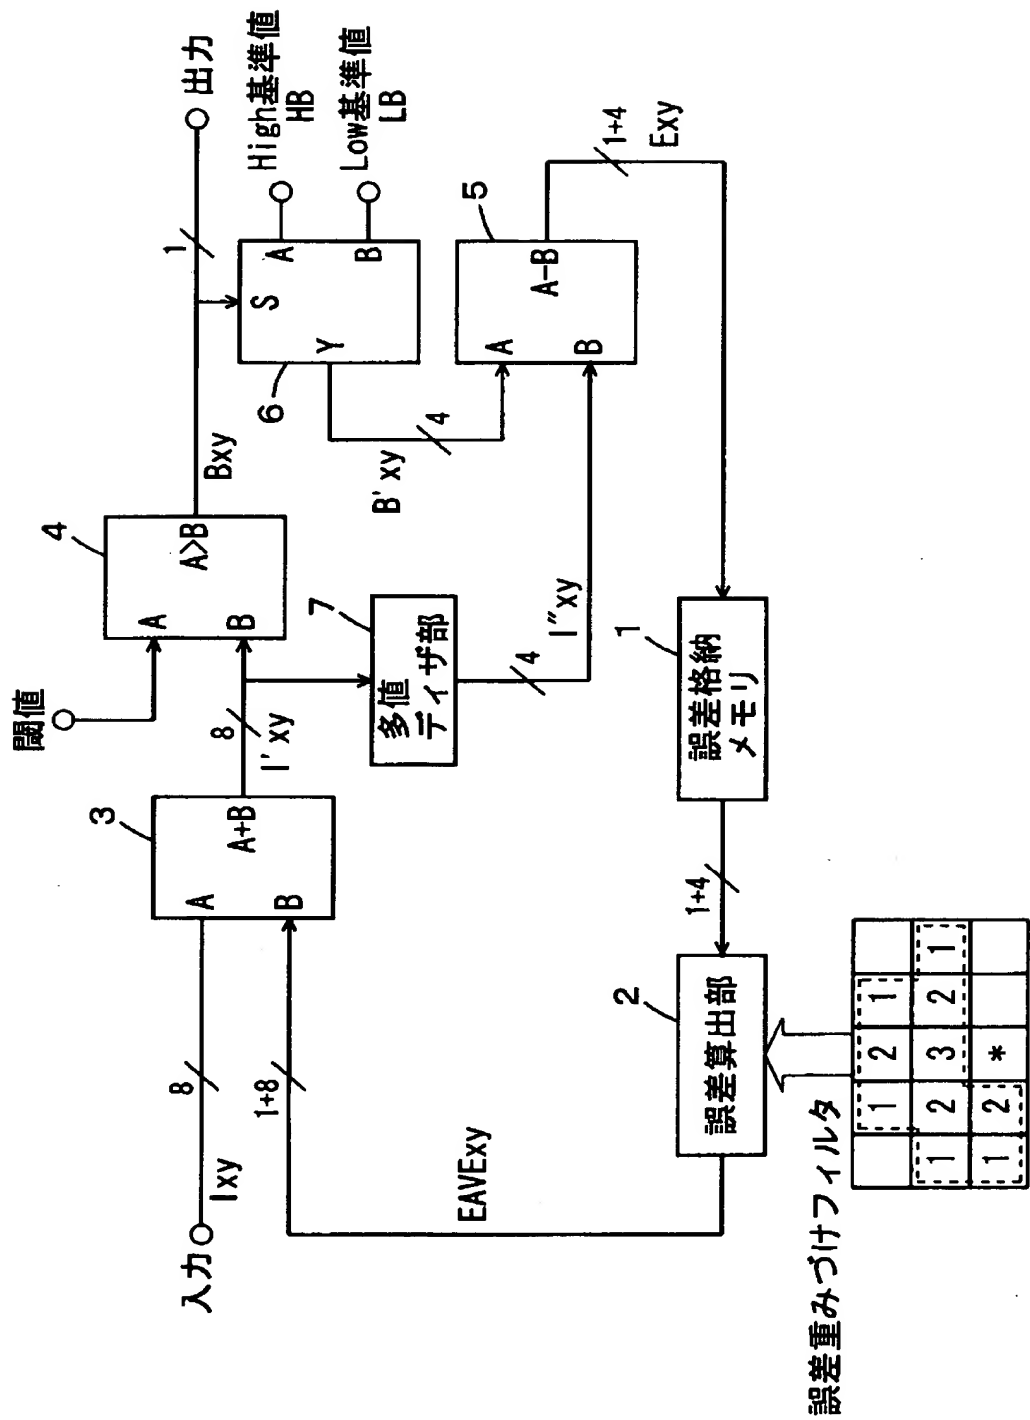 入力
Ixy
8
3
A
B
A+B
8
I'xy
閾値
4
A
B
A>B
Bxy
1
出力
High基準値
HB
Low基準値
LB
6
S
A
B
Y
B'xy
4
7
多値
ディザ部
4
I"xy
5
A
B
A-B
1+4
Exy
1
誤差格納
メモリ
1+4
2
誤差算出部
EAVExy
1+8
誤差重みづけフィルタ
1 2 1
1 2 3 2 1
1 2 *